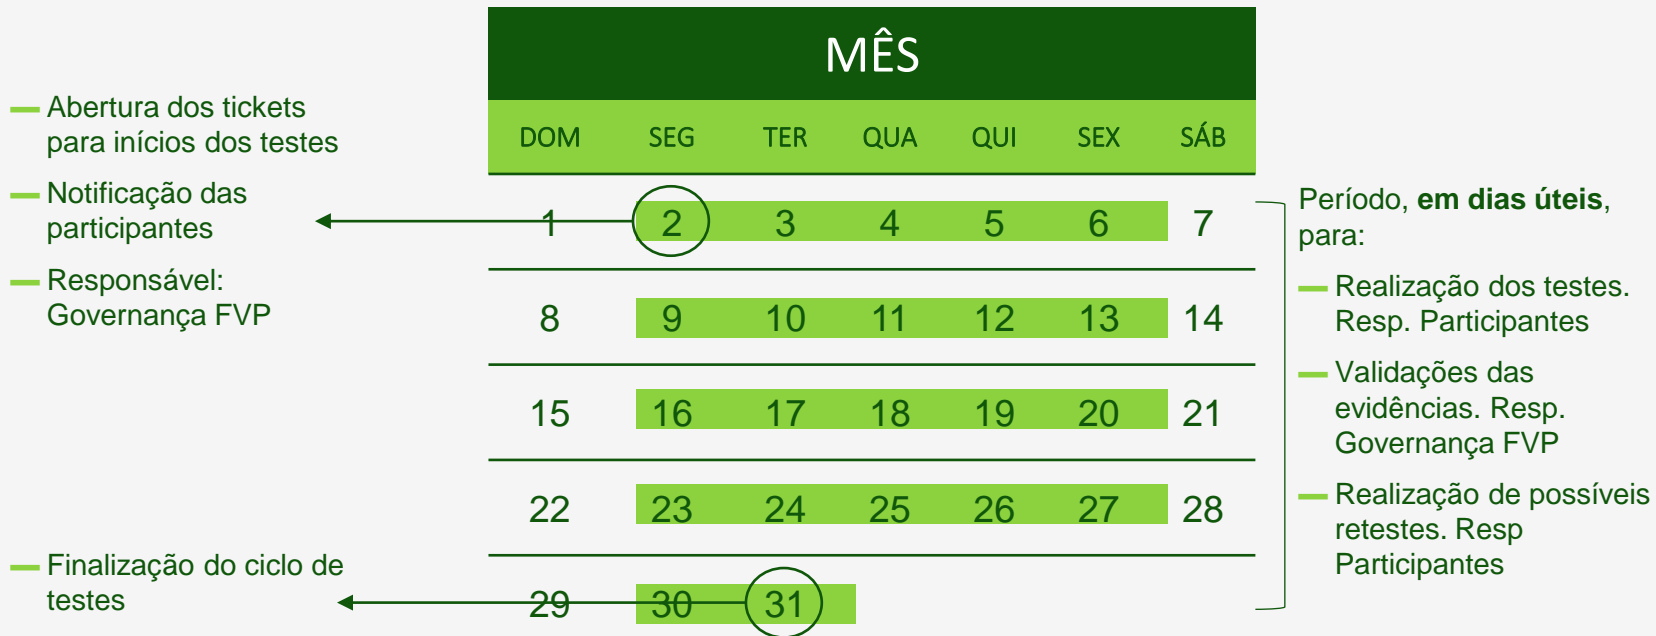 MÊS
DOM SEG TER QUA QUI SEX SÁB
1 2 3 4 5 6 7
8 9 10 11 12 13 14
15 16 17 18 19 20 21
22 23 24 25 26 27 28
29 30 31
Abertura dos tickets
para inícios dos testes
Notificação das
participantes
Responsável:
Governança FVP
Finalização do ciclo de
testes
Período, em dias úteis,
para:
Realização dos testes.
Resp. Participantes
Validações das
evidências. Resp.
Governança FVP
Realização de possíveis
retestes. Resp
Participantes